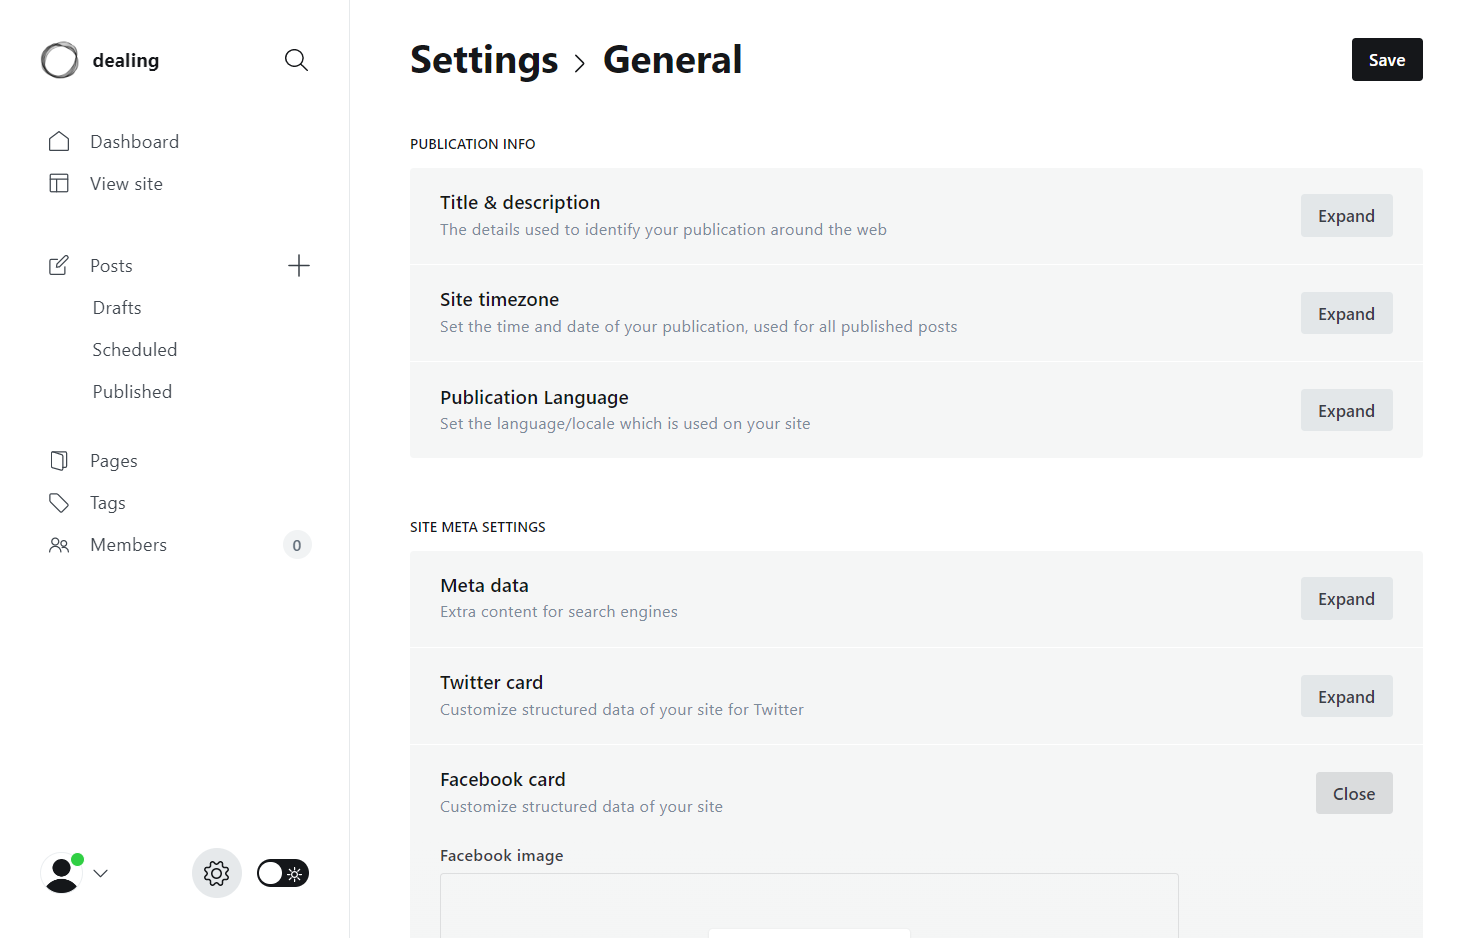 dealing
Dashboard
View site
Posts
Drafts
Scheduled
Published
Pages
Tags
Members
0
Settings
General
Save
PUBLICATION INFO
Title & description
The details used to identify your publication around the web
Expand
Site timezone
Set the time and date of your publication, used for all published posts
Expand
Publication Language
Set the language/locale which is used on your site
Expand
SITE META SETTINGS
Meta data
Extra content for search engines
Expand
Twitter card
Customize structured data of your site for Twitter
Expand
Facebook card
Customize structured data of your site
Close
Facebook image